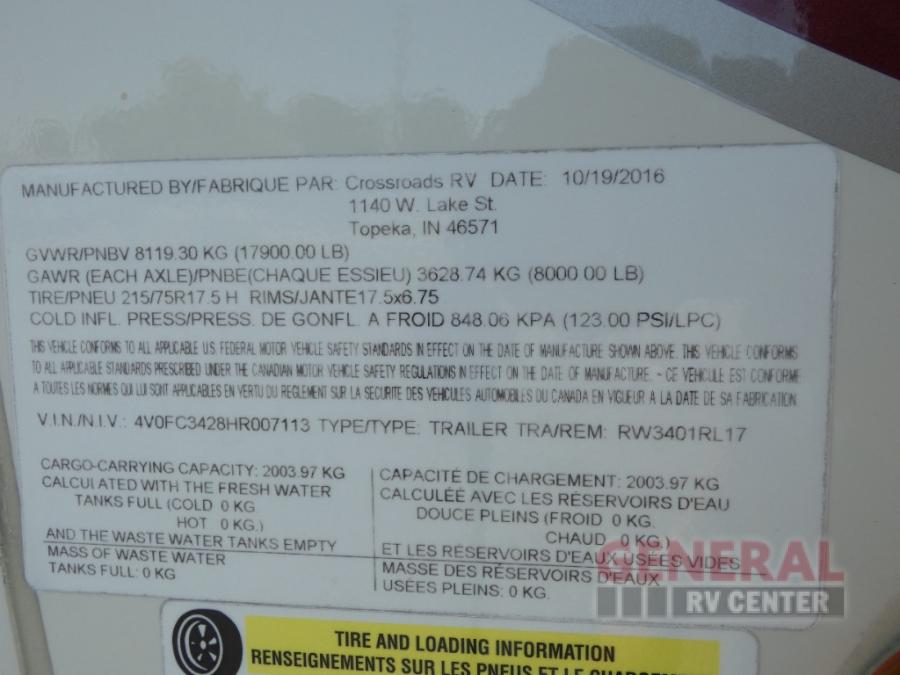 MANUFACTURED BY/FABRIQUE PAR: Crossroads RV DATE: 10/19/2016
1140 W. Lake St.
Topeka, IN 46571
GVWR/PNBV 8119.30 KG (17900.00 LB)
GAWR (EACH AXLE)/PNBE(CHAQUE ESSIEU) 3628.74 KG (8000.00 LB)
TIRE/PNEU 215/75R17.5 H RIMS/JANTE17.5x6.75
COLD INFL. PRESS/PRESS. DE GONFL. A FROID 848.06 KPA (123.00 PSI/LPC)
THIS VEHICLE CONFORMS TO ALL APPLICABLE U.S. FEDERAL MOTOR VEHICLE SAFETY STANDARDS IN EFFECT ON THE DATE OF MANUFACTURE SHOWN ABOVE. THIS VEHICLE CONFORMS
TO ALL APPLICABLE STANDARDS PRESCRIBED UNDER THE CANADIAN MOTOR VEHICLE SAFETY REGULATIONS IN EFFECT ON THE DATE OF MANUFACTURE. - CE VEHICULE EST CONFORME
A TOUTES LES NORMES QUI LUI SONT APPLICABLES EN VERTU DU REGLEMENT SUR LA SECURITE DES VEHICULES AUTOMOBILES DU CANADA EN VIGUEUR A LA DATE DE SA FABRICATION.
V.I.N./N.I.V.: 4V0FC3428HR007113 TYPE/TYPE: TRAILER TRA/REM: RW3401RL17
CARGO-CARRYING CAPACITY: 2003.97 KG
CALCULATED WITH THE FRESH WATER
TANKS FULL (COLD 0 KG
HOT 0 KG.)
AND THE WASTE WATER TANKS EMPTY
MASS OF WASTE WATER
TANKS FULL: 0 KG
CAPACITÉ DE CHARGEMENT: 2003.97 KG
CALCULÉE AVEC LES RÉSERVOIRS D'EAU
DOUCE PLEINS (FROID 0 KG.
CHAUD 0 KG.)
ET LES RÉSERVOIRS D'EAUX USÉES VIDES
MASSE DES RÉSERVOIRS D'EAUX
USÉES PLEINS: 0 KG.
GENERAL
RV CENTER
TIRE AND LOADING INFORMATION
RENSEIGNEMENTS SUR LES PNEUS ET LE CHARGEMENT